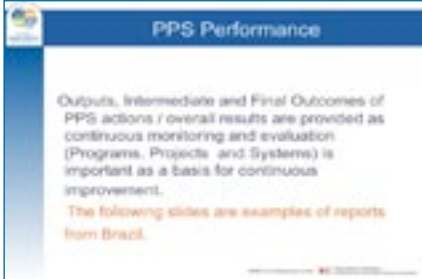 PPS Performance
Outputs, Intermediate and Final Outcomes of
PPS actions / overall results are provided as
continuous monitoring and evaluation
(Programs, Projects and Systems) is
important as a basis for continuous
improvement.
The following slides are examples of reports
from Brazil.